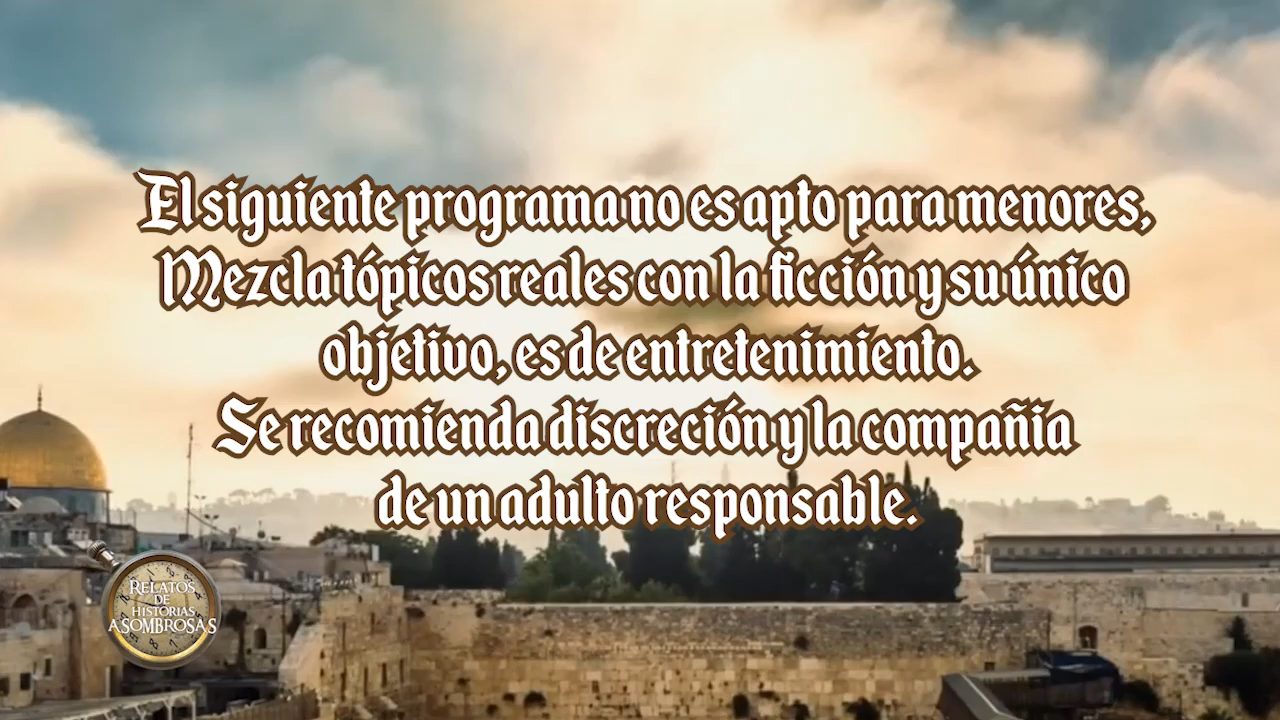 El siguiente programa no es apto para menores,
Mezcla tópicos reales con la ficción y su único
objetivo, es de entretenimiento.
Se recomienda discreción y la compañia
de un adulto responsable.
RELATOS
DE
HISTORIAS
ASOMBROSAS